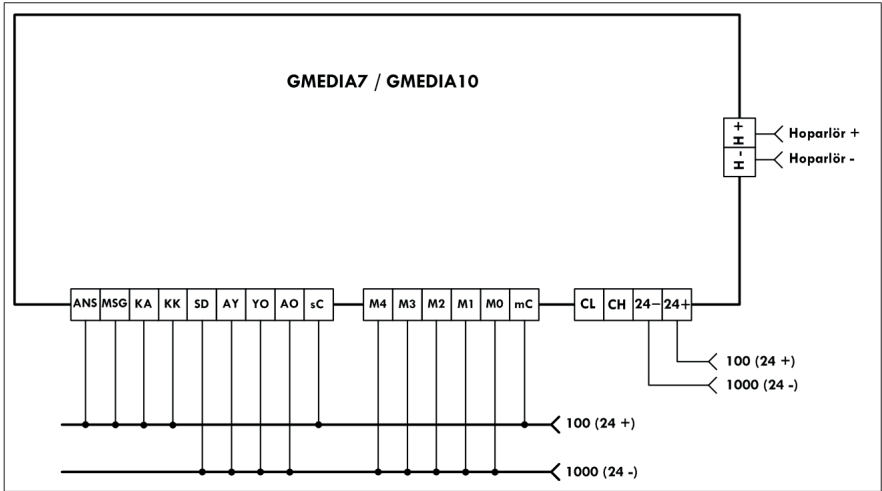 GMEDIA7 / GMEDIA10
H +
Hoparlör +
H -
Hoparlör -
ANS MSG KA KK SD AY YO AO sC M4 M3 M2 M1 M0 mC CL CH 24− 24+
100 (24 +)
1000 (24 -)
100 (24 +)
1000 (24 -)